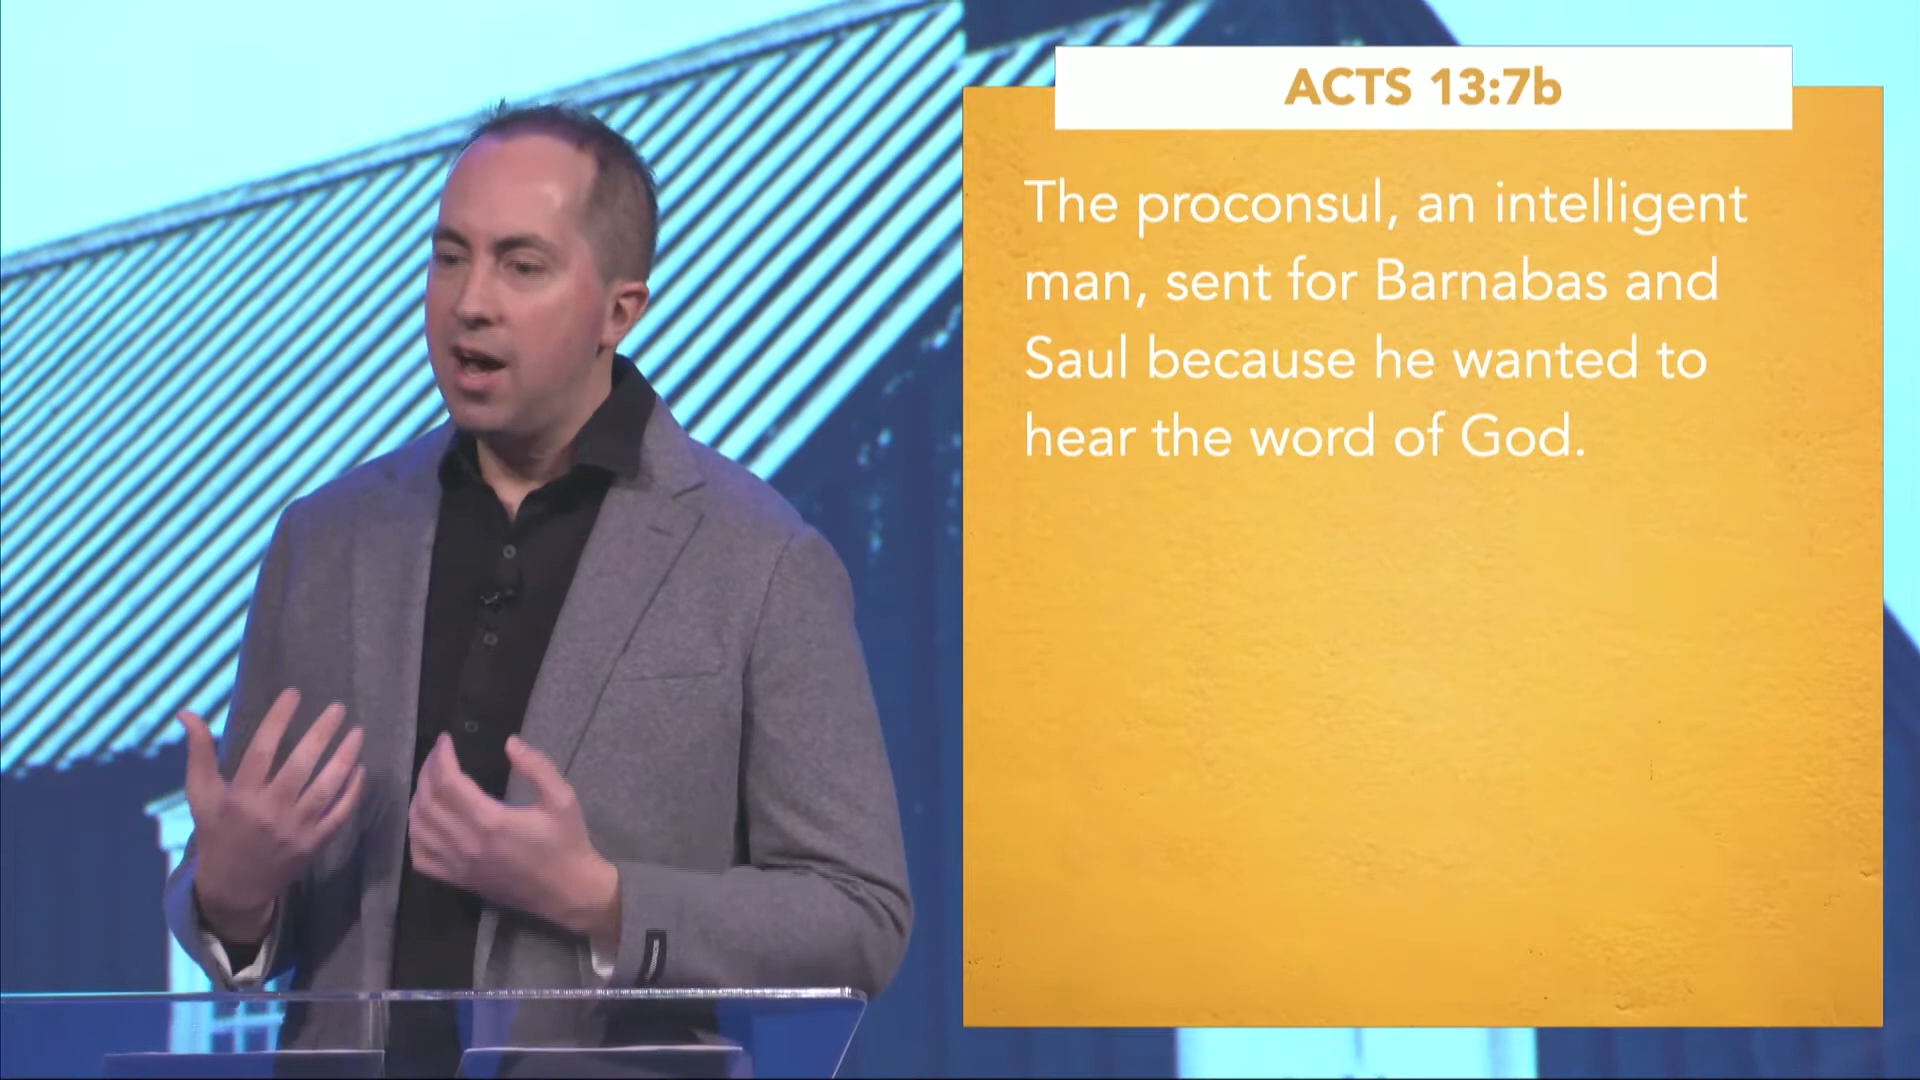 ACTS 13:7b
The proconsul, an intelligent
man, sent for Barnabas and
Saul because he wanted to
hear the word of God.